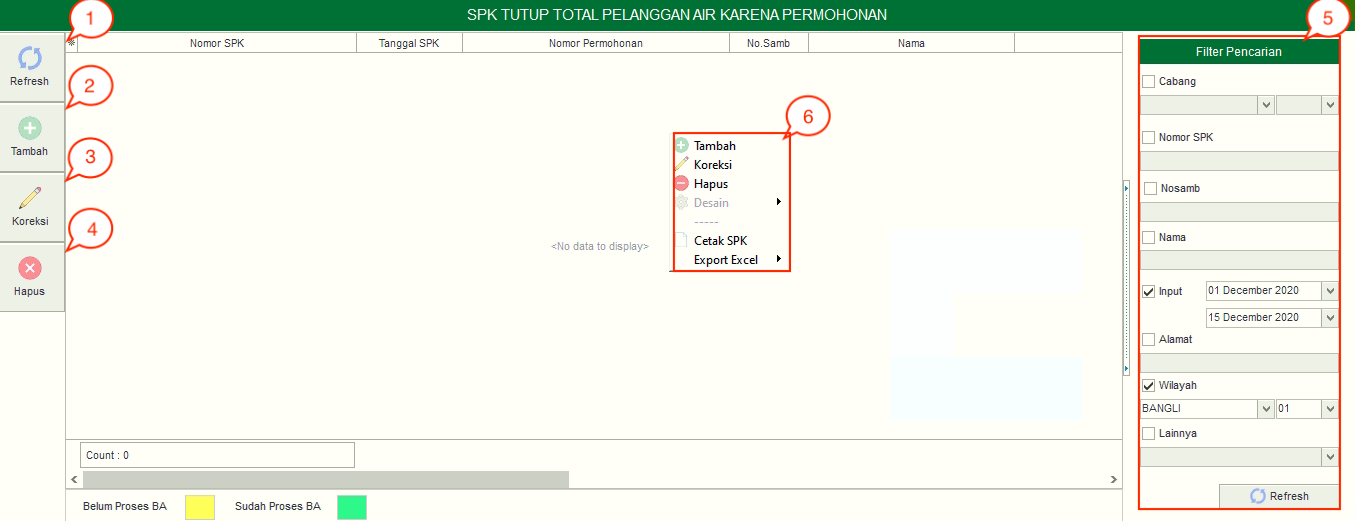 SPK TUTUP TOTAL PELANGGAN AIR KARENA PERMOHONAN
1
5
Nomor SPK Tanggal SPK Nomor Permohonan No.Samb Nama
Filter Pencarian
Refresh
2
Tambah
3
Koreksi
4
Hapus
6
Tambah
Koreksi
Hapus
Desain
-----
Cetak SPK
Export Excel
<No data to display>
Cabang
Nomor SPK
Nosamb
Nama
Input 01 December 2020
15 December 2020
Alamat
Wilayah
BANGLI 01
Lainnya
Refresh
Count : 0
Belum Proses BA Sudah Proses BA